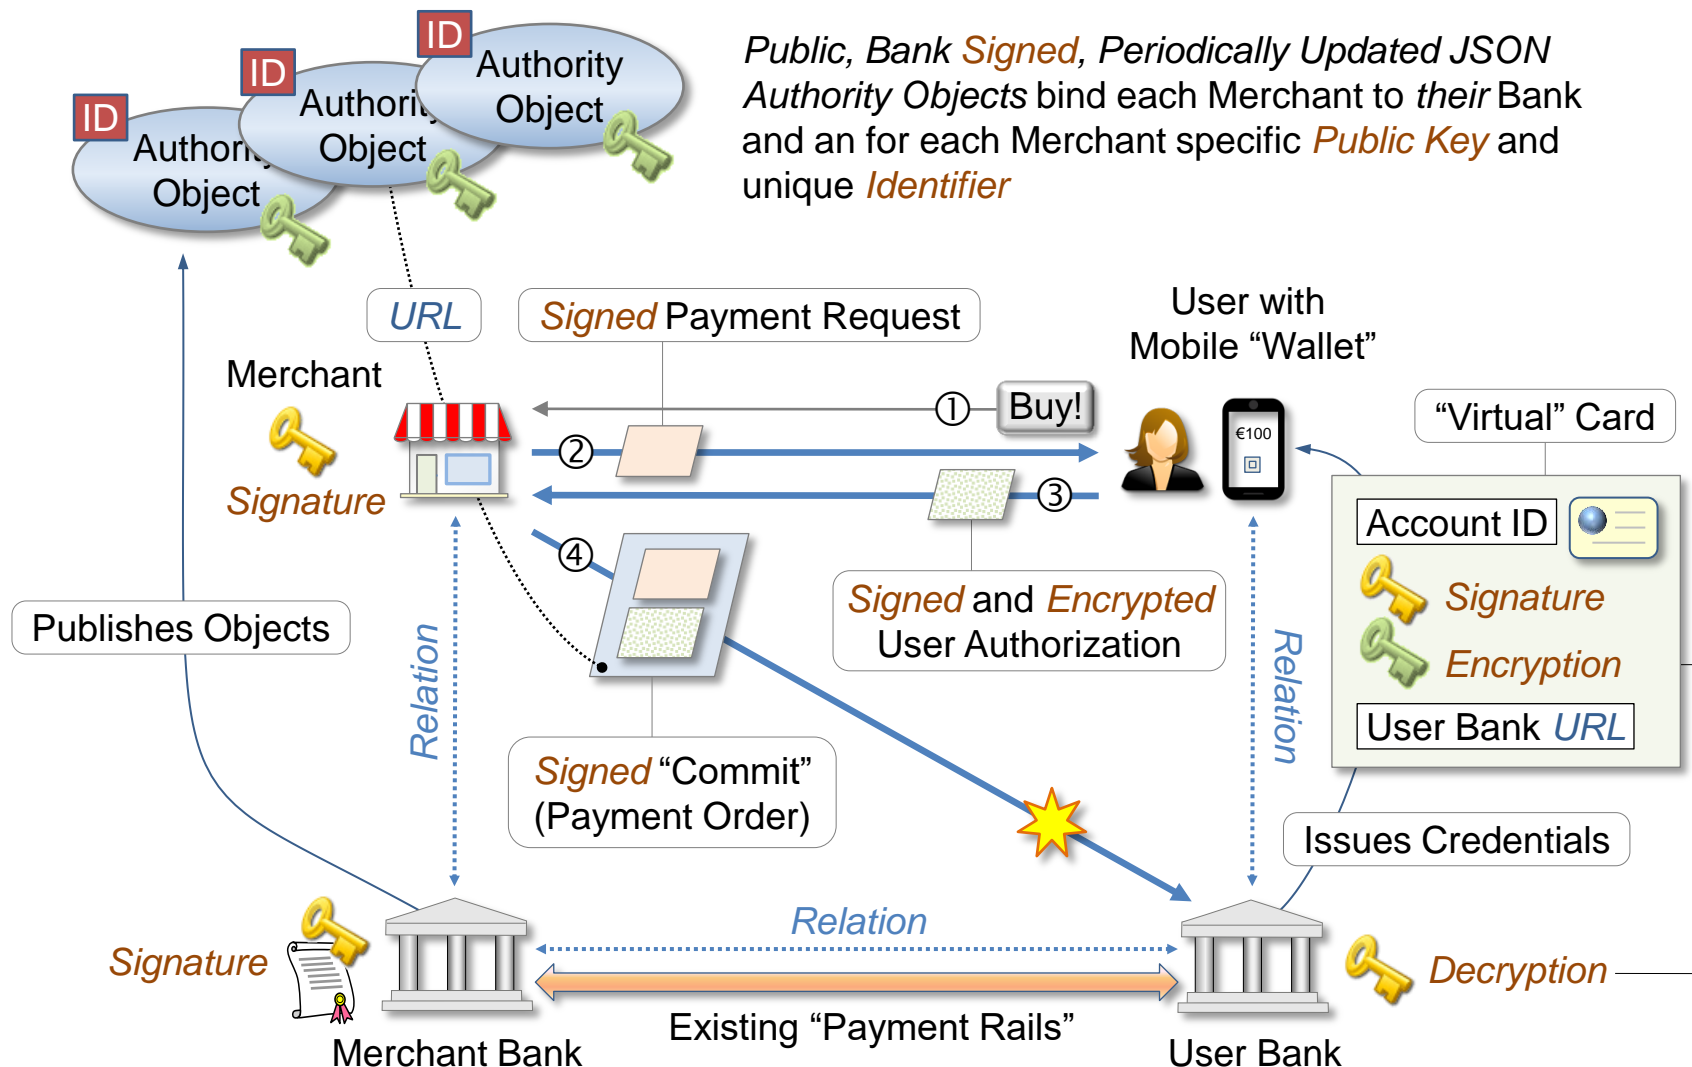 ID
Authority
Object
ID
Authority
Object
ID
Authority
Object
Public, Bank Signed, Periodically Updated JSON
Authority Objects bind each Merchant to their Bank
and an for each Merchant specific Public Key and
unique Identifier
URL
Signed Payment Request
User with
Mobile “Wallet”
Merchant
Signature
①
Buy!
②
③
④
€100
“Virtual” Card
Account ID
Signature
Encryption
User Bank URL
Publishes Objects
Relation
Signed and Encrypted
User Authorization
Relation
Signed “Commit”
(Payment Order)
Issues Credentials
Relation
Signature
Decryption
Existing “Payment Rails”
Merchant Bank
User Bank